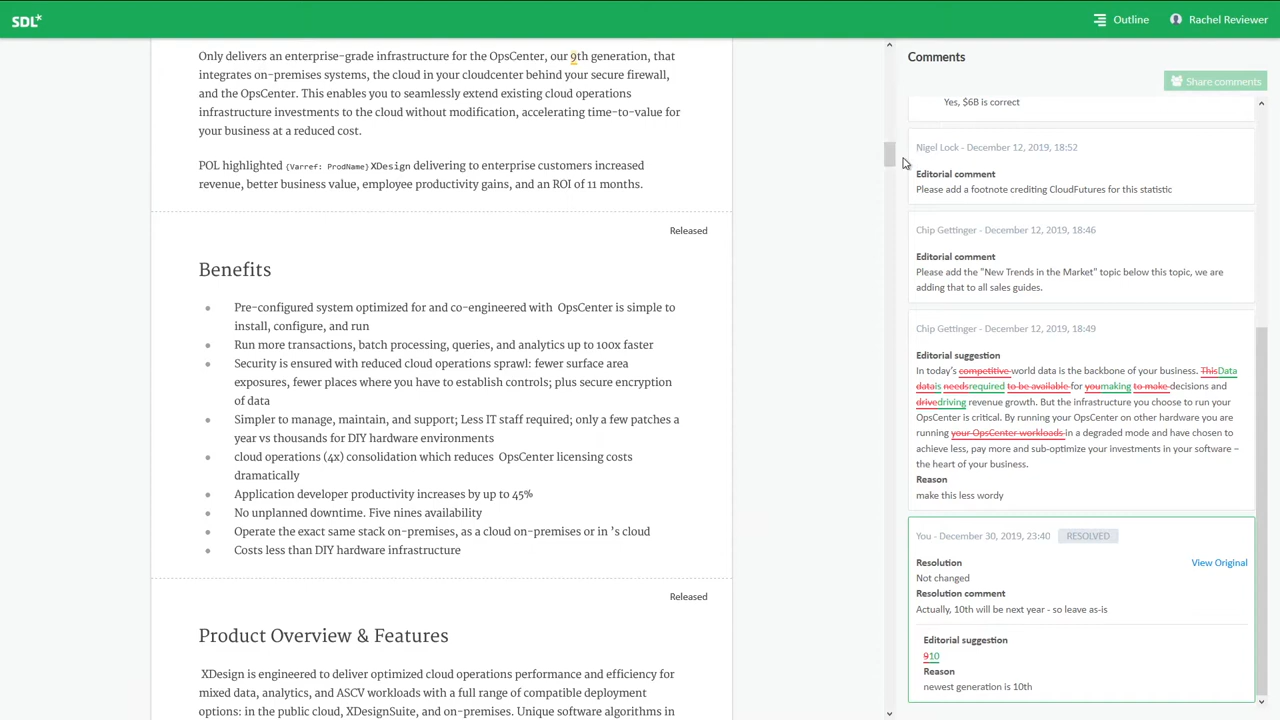 SDL*
Outline
Rachel Reviewer
Only delivers an enterprise-grade infrastructure for the OpsCenter, our 9th generation, that
integrates on-premises systems, the cloud in your cloudcenter behind your secure firewall,
and the OpsCenter. This enables you to seamlessly extend existing cloud operations
infrastructure investments to the cloud without modification, accelerating time-to-value for
your business at a reduced cost.
POL highlighted {Varref: ProdName}XDesign delivering to enterprise customers increased
revenue, better business value, employee productivity gains, and an ROI of 11 months.
Released
Benefits
Pre-configured system optimized for and co-engineered with OpsCenter is simple to
install, configure, and run
Run more transactions, batch processing, queries, and analytics up to 100x faster
Security is ensured with reduced cloud operations sprawl: fewer surface area
exposures, fewer places where you have to establish controls; plus secure encryption
of data
Simpler to manage, maintain, and support; Less IT staff required; only a few patches a
year vs thousands for DIY hardware environments
cloud operations (4x) consolidation which reduces OpsCenter licensing costs
dramatically
Application developer productivity increases by up to 45%
No unplanned downtime. Five nines availability
Operate the exact same stack on-premises, as a cloud on-premises or in 's cloud
Costs less than DIY hardware infrastructure
Released
Product Overview & Features
XDesign is engineered to deliver optimized cloud operations performance and efficiency for
mixed data, analytics, and ASCV workloads with a full range of compatible deployment
options: in the public cloud, XDesignSuite, and on-premises. Unique software algorithms in
Comments
Share comments
Yes, $6B is correct
Nigel Lock - December 12, 2019, 18:52
Editorial comment
Please add a footnote crediting CloudFutures for this statistic
Chip Gettinger - December 12, 2019, 18:46
Editorial comment
Please add the "New Trends in the Market" topic below this topic, we are
adding that to all sales guides.
Chip Gettinger - December 12, 2019, 18:49
Editorial suggestion
In today's competitive world data is the backbone of your business. ThisData
datais needsrequired to be available for youmaking to make decisions and
drivedriving revenue growth. But the infrastructure you choose to run your
OpsCenter is critical. By running your OpsCenter on other hardware you are
running your OpsCenter workloads in a degraded mode and have chosen to
achieve less, pay more and sub-optimize your investments in your software –
the heart of your business.
Reason
make this less wordy
You - December 30, 2019, 23:40 RESOLVED
Resolution
View Original
Not changed
Resolution comment
Actually, 10th will be next year - so leave as-is
Editorial suggestion
910
Reason
newest generation is 10th